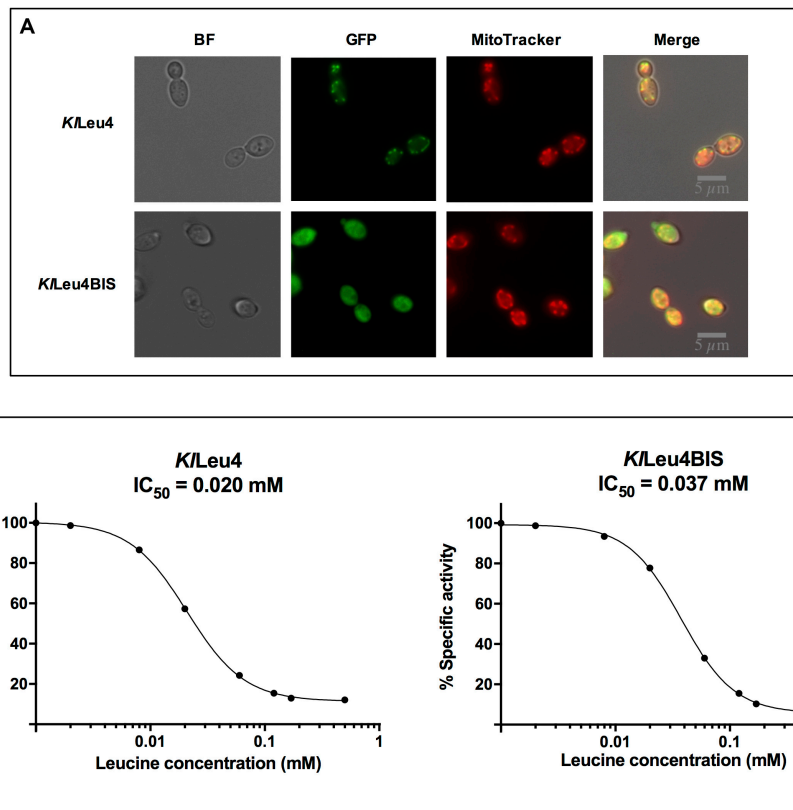 A
BF GFP MitoTracker Merge
KlLeu4
5 µm
KlLeu4BIS
5 µm
KlLeu4
IC50 = 0.020 mM
100
80
60
40
20
0.01 0.1 1
Leucine concentration (mM)
KlLeu4BIS
IC50 = 0.037 mM
% Specific activity
100
80
60
40
20
0.01 0.1
Leucine concentration (mM)